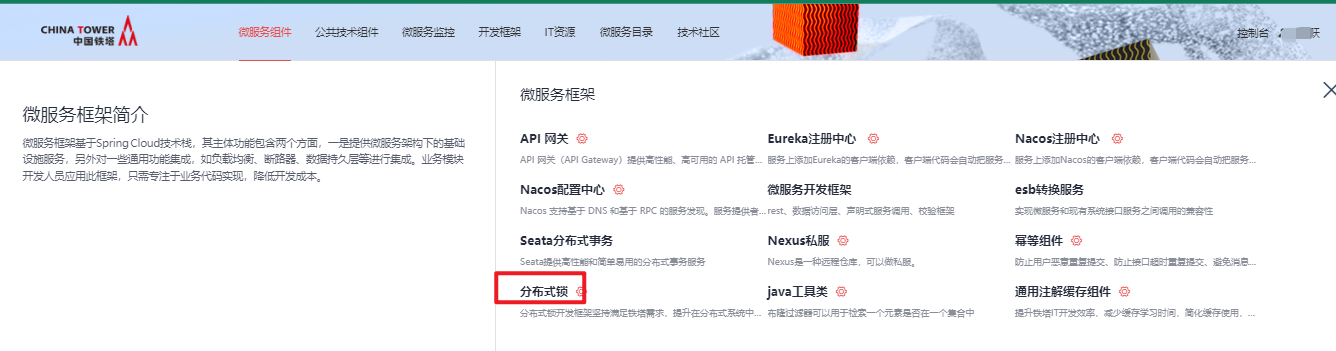 CHINA TOWER
中国铁塔
微服务组件 公共技术组件 微服务监控 开发框架 IT资源 微服务目录 技术社区
控制台
微服务框架简介
微服务框架基于Spring Cloud技术栈，其主体功能包含两个方面，一是提供微服务架构下的基础
设施服务，另外对一些通用功能集成，如负载均衡、断路器、数据持久层等进行集成。业务模块
开发人员应用此框架，只需专注于业务代码实现，降低开发成本。
微服务框架
API 网关 Eureka注册中心 Nacos注册中心
API 网关（API Gateway）提供高性能、高可用的 API 托管... 服务上添加Eureka的客户端依赖，客户端代码会自动把服务... 服务上添加Nacos的客户端依赖，客户端代码会自动把服务...
Nacos配置中心 微服务开发框架 esb转换服务
Nacos 支持基于 DNS 和基于 RPC 的服务发现。服务提供者... rest、数据访问层、声明式服务调用、校验框架 实现微服务和现有系统接口服务之间调用的兼容性
Seata分布式事务 Nexus私服 幂等组件
Seata提供高性能和简单易用的分布式事务服务 Nexus是一种远程仓库，可以做私服。 防止用户恶意重复提交、防止接口超时重复提交、避免消息...
分布式锁 java工具类 通用注解缓存组件
分布式锁开发框架坚持满足铁塔需求，提升在分布式系统中... 布隆过滤器可以用于检索一个元素是否在一个集合中 提升铁塔IT开发效率，减少缓存学习时间，简化缓存使用，...